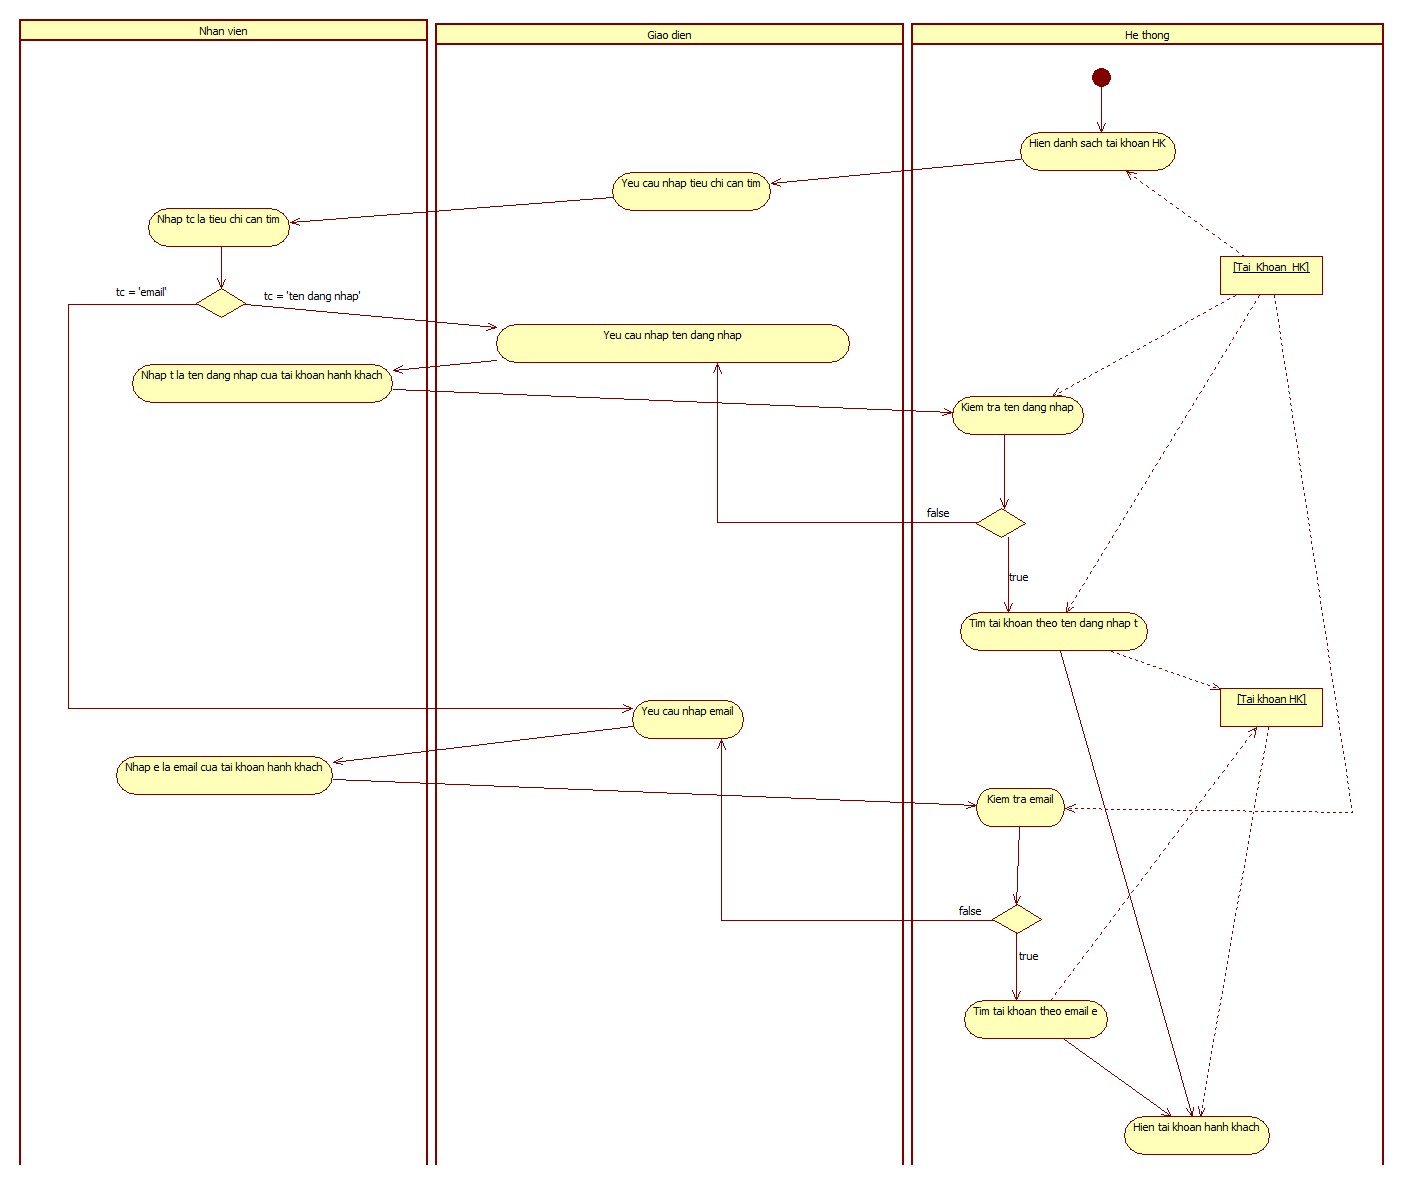 Nhan vien
Giao dien
He thong
Hien danh sach tai khoan HK
Yeu cau nhap tieu chi can tim
Nhap tc la tieu chi can tim
[Tai_Khoan_HK]
tc = 'email'
tc = 'ten dang nhap'
Yeu cau nhap ten dang nhap
Nhap t la ten dang nhap cua tai khoan hanh khach
Kiem tra ten dang nhap
false
true
Tim tai khoan theo ten dang nhap t
[Tai khoan HK]
Yeu cau nhap email
Nhap e la email cua tai khoan hanh khach
Kiem tra email
false
true
Tim tai khoan theo email e
Hien tai khoan hanh khach